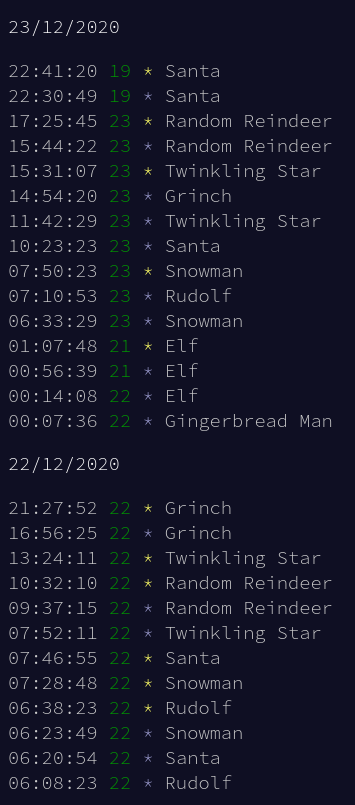 23/12/2020
22:41:20 19 * Santa
22:30:49 19 * Santa
17:25:45 23 * Random Reindeer
15:44:22 23 * Random Reindeer
15:31:07 23 * Twinkling Star
14:54:20 23 * Grinch
11:42:29 23 * Twinkling Star
10:23:23 23 * Santa
07:50:23 23 * Snowman
07:10:53 23 * Rudolf
06:33:29 23 * Snowman
01:07:48 21 * Elf
00:56:39 21 * Elf
00:14:08 22 * Elf
00:07:36 22 * Gingerbread Man
22/12/2020
21:27:52 22 * Grinch
16:56:25 22 * Grinch
13:24:11 22 * Twinkling Star
10:32:10 22 * Random Reindeer
09:37:15 22 * Random Reindeer
07:52:11 22 * Twinkling Star
07:46:55 22 * Santa
07:28:48 22 * Snowman
06:38:23 22 * Rudolf
06:23:49 22 * Snowman
06:20:54 22 * Santa
06:08:23 22 * Rudolf